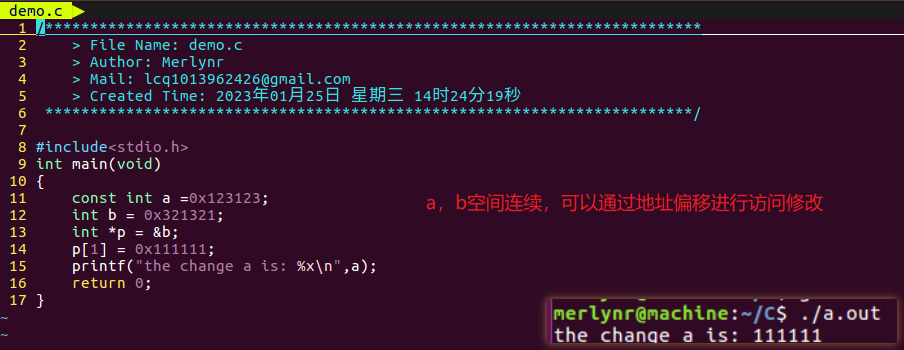 demo.c
1 /*************************************************************************
2     > File Name: demo.c
3     > Author: Merlynr
4     > Mail: lcq1013962426@gmail.com
5     > Created Time: 2023年01月25日 星期三 14时24分19秒
6  ************************************************************************/
7
8 #include<stdio.h>
9 int main(void)
10 {
11     const int a =0x123123;
12     int b = 0x321321;
13     int *p = &b;
14     p[1] = 0x111111;
15     printf("the change a is: %x\n",a);
16     return 0;
17 }
a，b空间连续，可以通过地址偏移进行访问修改
~
~
merlynr@machine:~/C$ ./a.out
the change a is: 111111